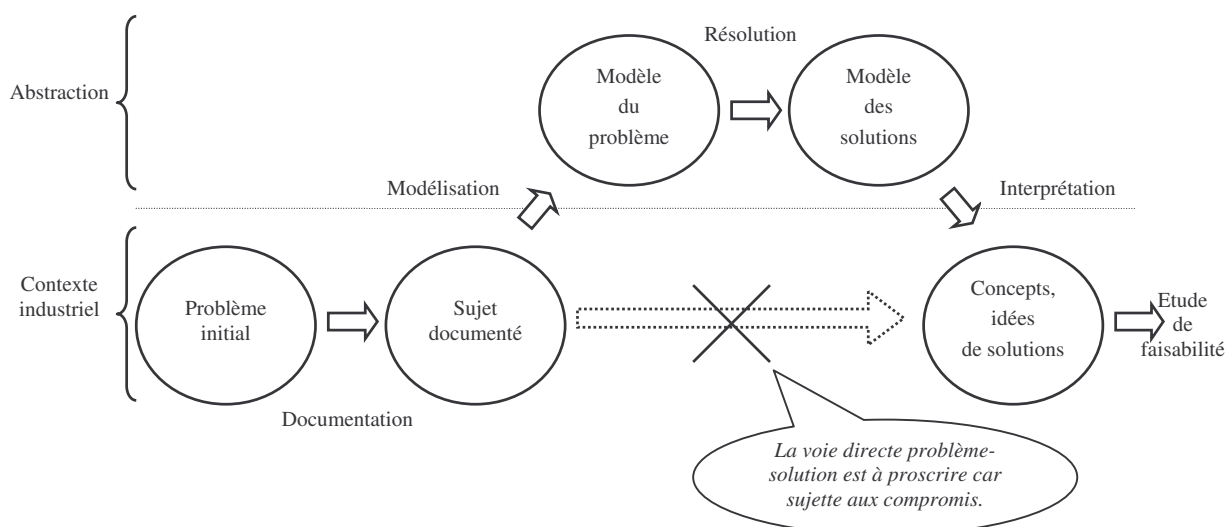 Résolution
Abstraction
Modèle
du
problème
Modèle
des
solutions
Modélisation
Interprétation
Contexte
industriel
Problème
initial
Sujet
documenté
Concepts,
idées
de solutions
Etude
de
faisabilité
Documentation
La voie directe problème-
solution est à proscrire car
sujette aux compromis.